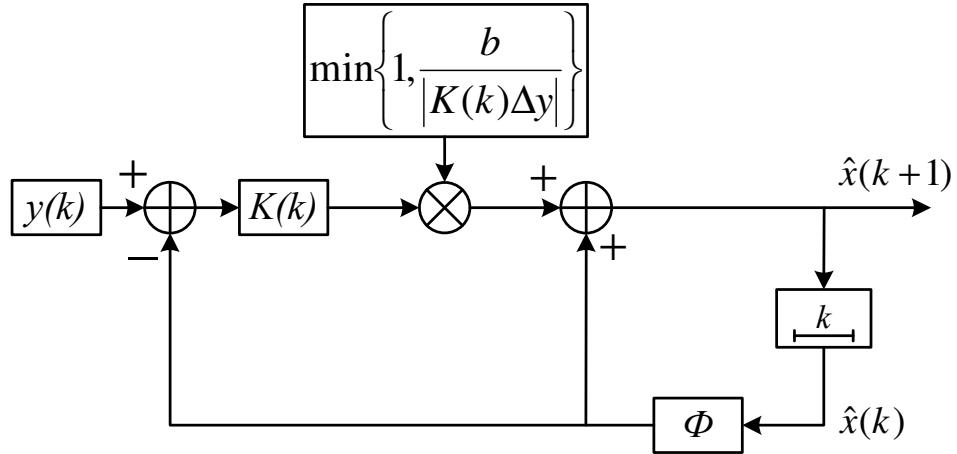 min{1, b / |K(k)Δy|}
+
+
x̂(k+1)
y(k)
K(k)
−
+
k
Φ
x̂(k)